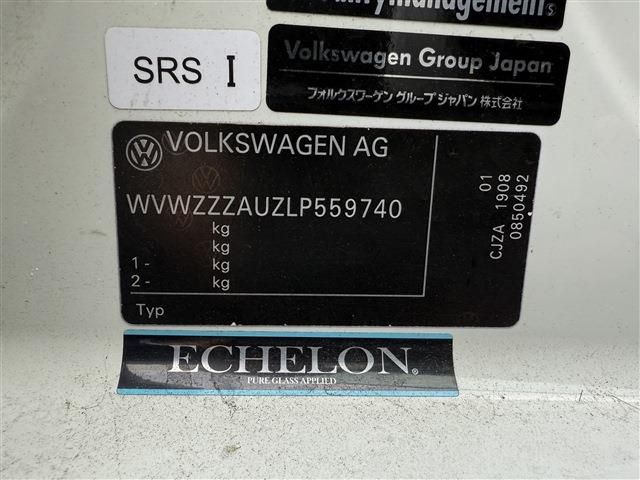 management
SRS I
Volkswagen Group Japan
フォルクスワーゲン グループ ジャパン 株式会社
VOLKSWAGEN AG
WVWZZZAUZLP559740
kg
kg
1 - kg
2 - kg
Typ
01
CJZA 1908
0850492
ECHELON®
PURE GLASS APPLIED